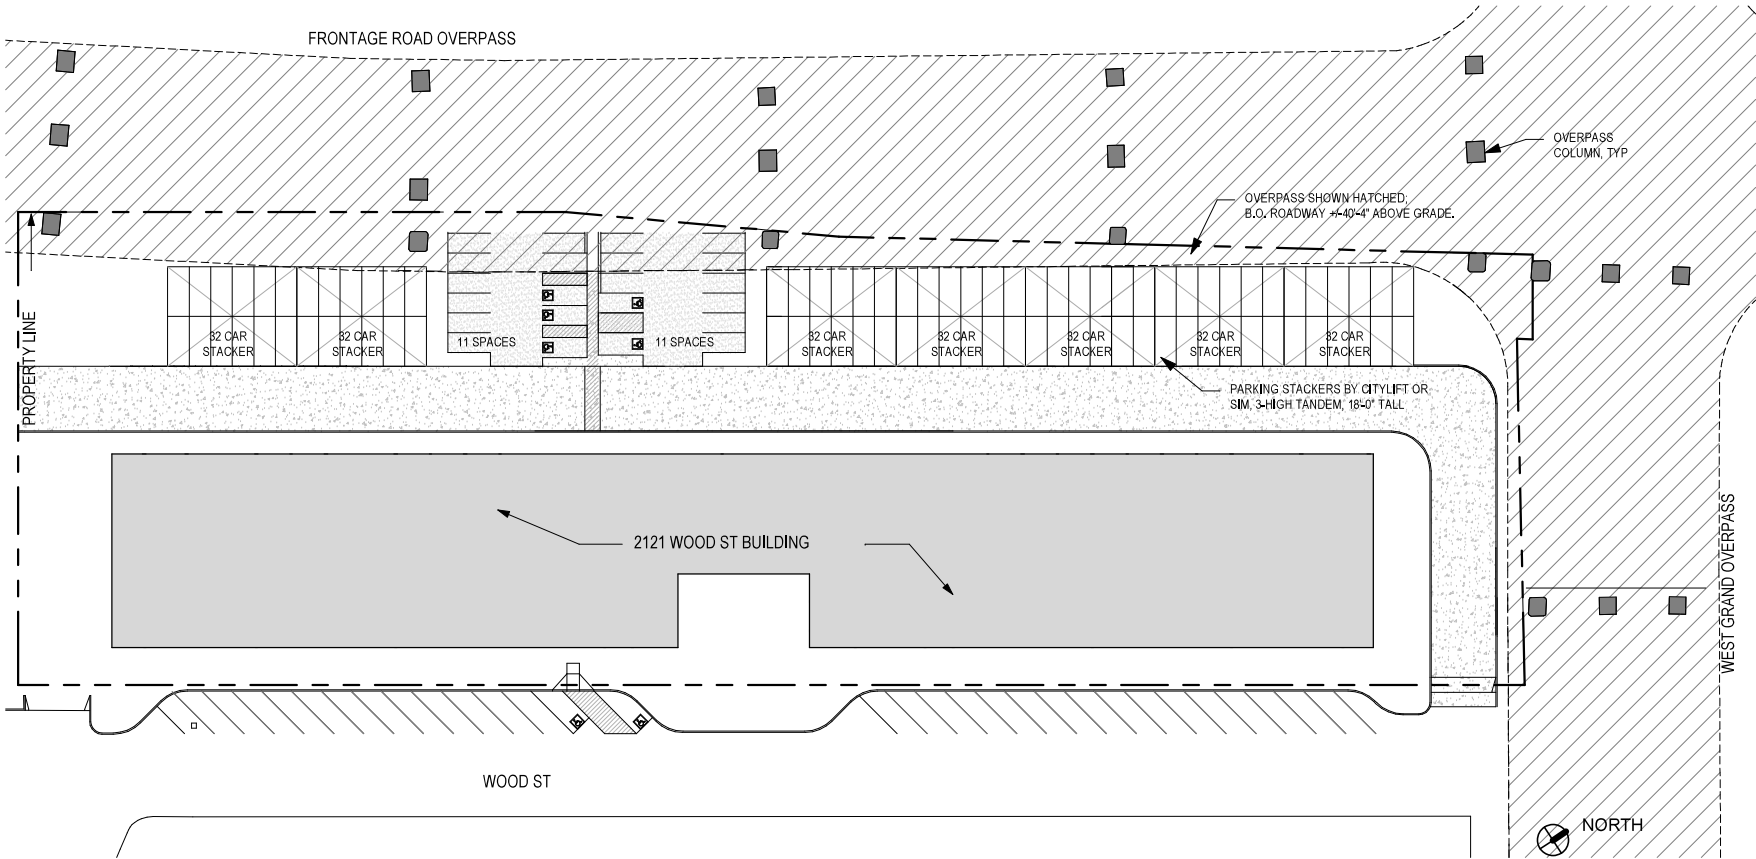 FRONTAGE ROAD OVERPASS
OVERPASS
COLUMN, TYP
OVERPASS SHOWN HATCHED;
B.O. ROADWAY +/-40'-4" ABOVE GRADE.
PROPERTY LINE
32 CAR
STACKER
32 CAR
STACKER
11 SPACES
11 SPACES
32 CAR
STACKER
32 CAR
STACKER
32 CAR
STACKER
32 CAR
STACKER
32 CAR
STACKER
PARKING STACKERS BY CITYLIFT OR
SIM, 3-HIGH TANDEM, 18'-0" TALL
2121 WOOD ST BUILDING
WEST GRAND OVERPASS
WOOD ST
NORTH